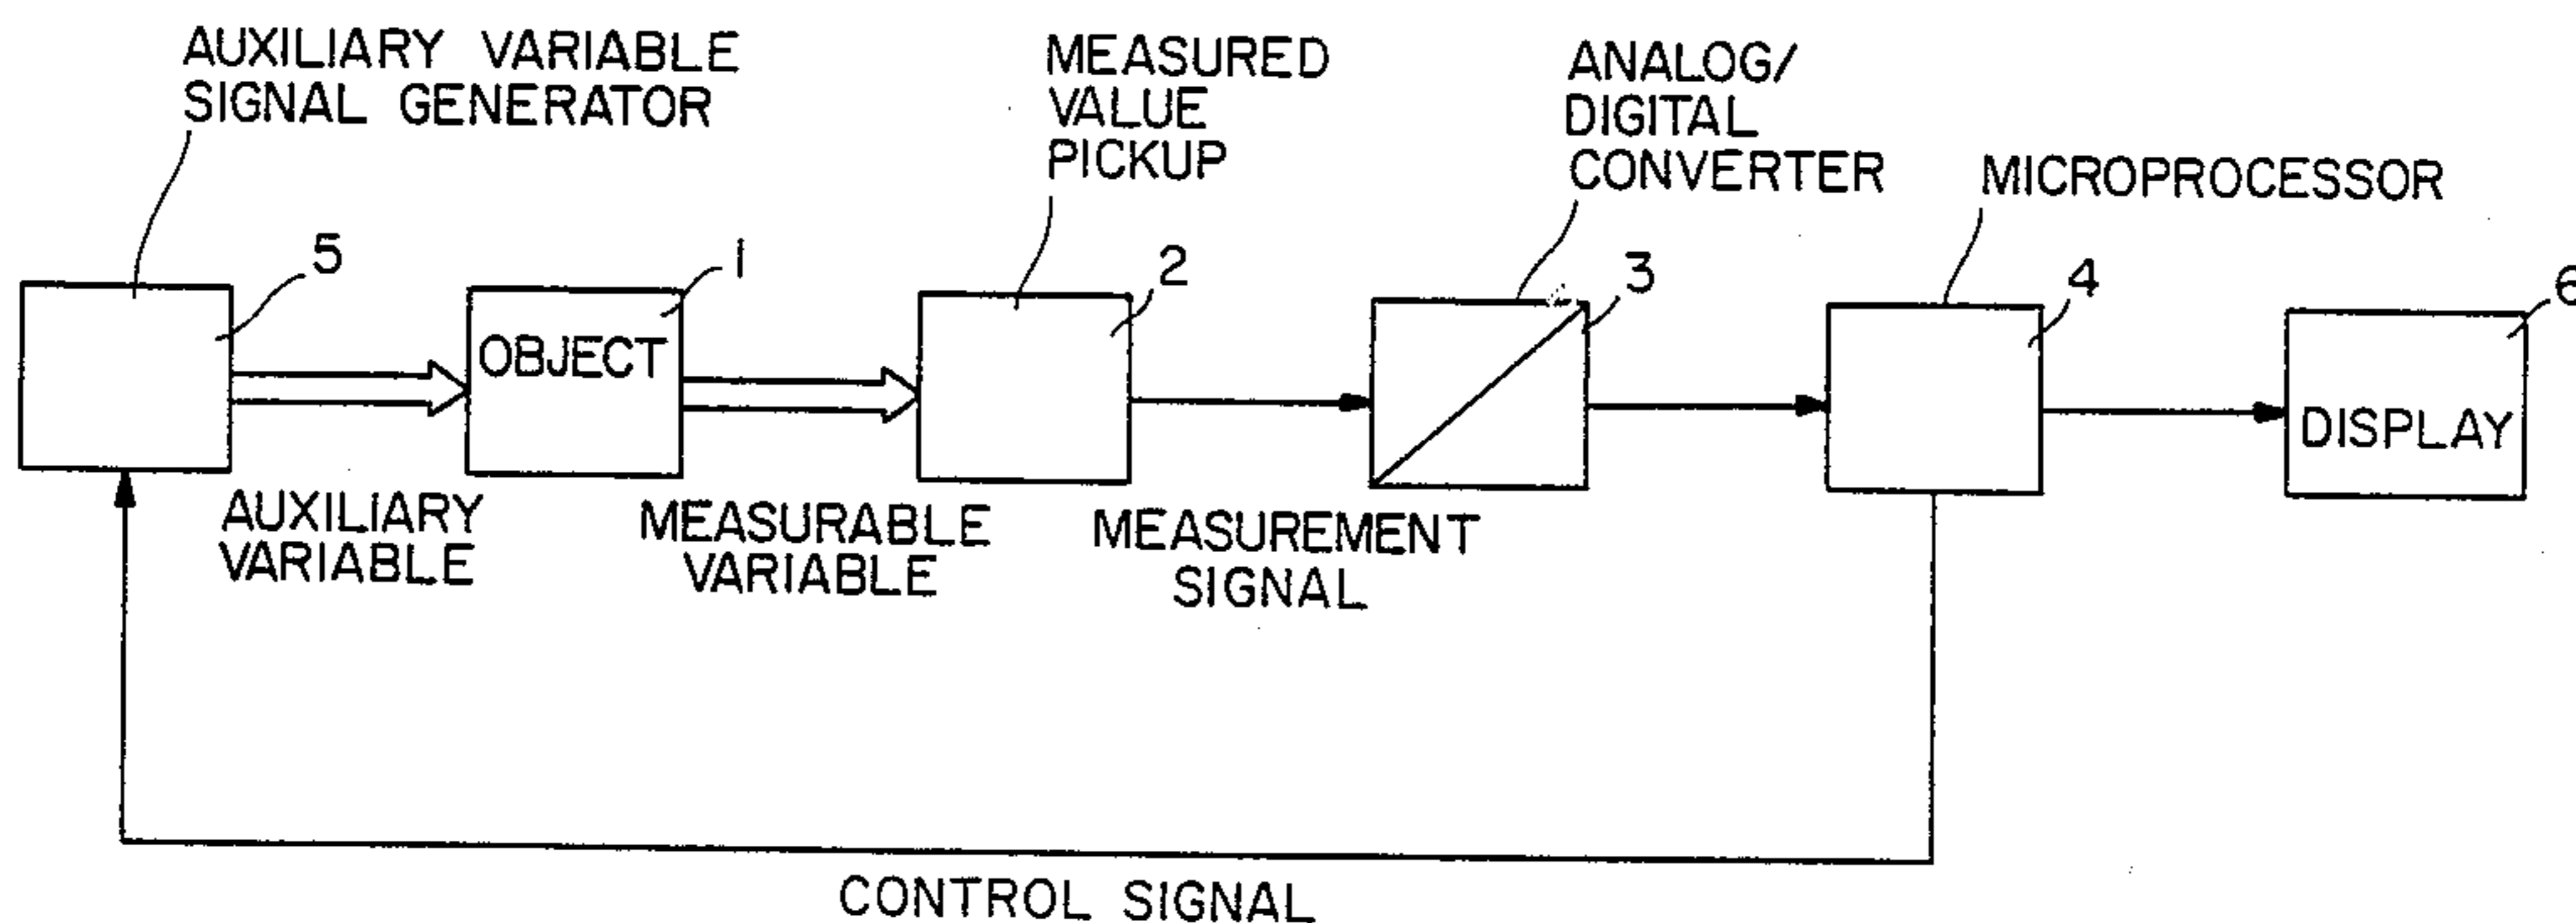 AUXILIARY VARIABLE
SIGNAL GENERATOR
MEASURED
VALUE
PICKUP
ANALOG/
DIGITAL
CONVERTER
MICROPROCESSOR
5
1
2
3
4
6
OBJECT
DISPLAY
AUXILIARY
VARIABLE
MEASURABLE
VARIABLE
MEASUREMENT
SIGNAL
CONTROL SIGNAL